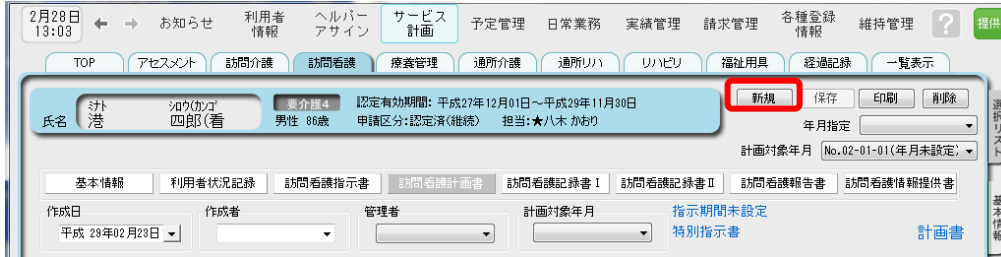 2月28日
13:03
お知らせ
利用者
情報
ヘルパー
アサイン
サービス
計画
予定管理
日常業務
実績管理
請求管理
各種登録
情報
維持管理
?
提供
TOP
アセスメント
訪問介護
訪問看護
療養管理
通所介護
通所リハ
リハビリ
福祉用具
経過記録
一覧表示
新規
保存
印刷
削除
氏名
ミナト
港
シロウ(カンゴ
四郎(看
要介護4
男性 86歳
認定有効期間: 平成27年12月01日~平成29年11月30日
申請区分:認定済(継続) 担当:★八木 かおり
年月指定
計画対象年月
No.02-01-01(年月未設定)
選択リスト
基本情報
利用者状況記録
訪問看護指示書
訪問看護計画書
訪問看護記録書Ⅰ
訪問看護記録書Ⅱ
訪問看護報告書
訪問看護情報提供書
作成日
平成 29年02月23日
作成者
管理者
計画対象年月
指示期間未設定
特別指示書
計画書
基本情報